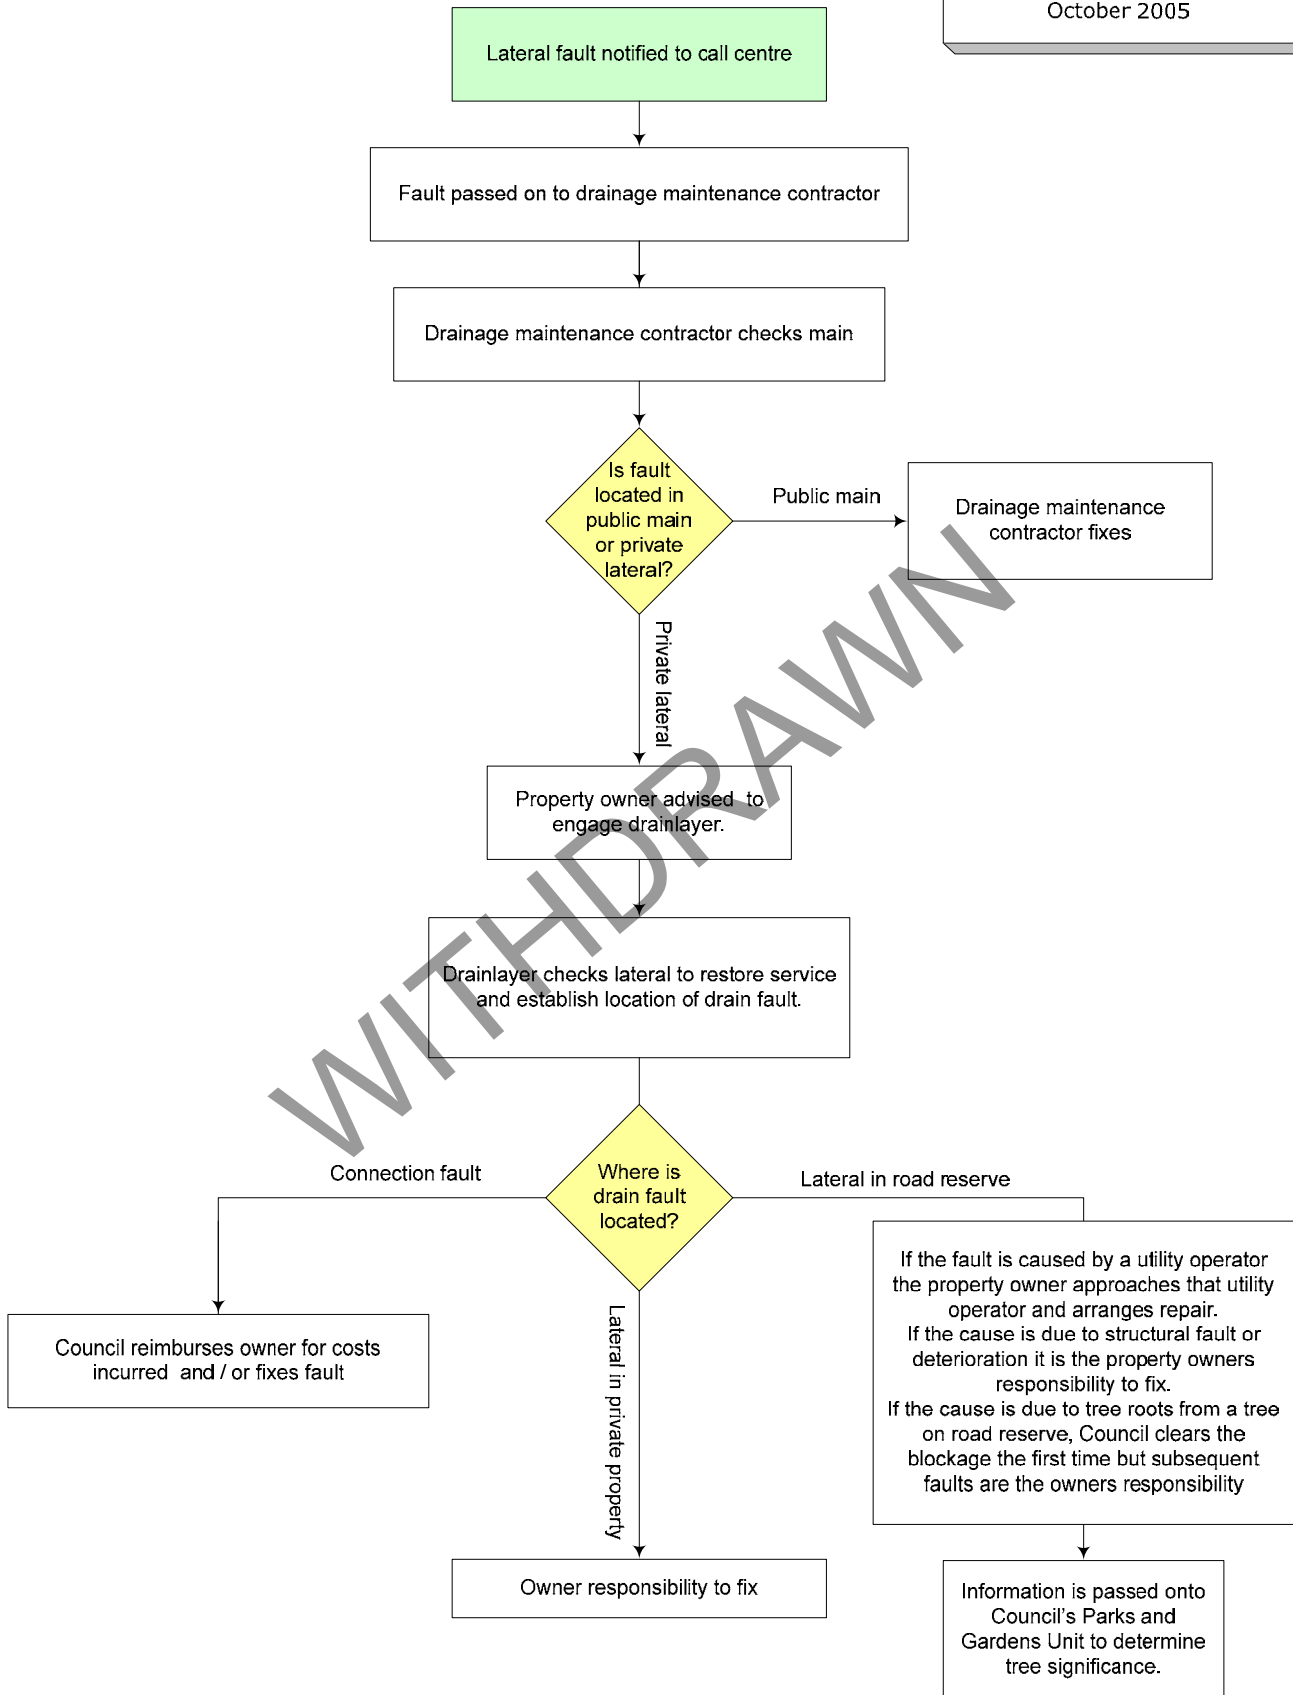 October 2005
Lateral fault notified to call centre
Fault passed on to drainage maintenance contractor
Drainage maintenance contractor checks main
Is fault
located in
public main
or private
lateral?
Public main
Drainage maintenance
contractor fixes
Private lateral
Property owner advised  to
engage drainlayer.
Drainlayer checks lateral to restore service
and establish location of drain fault.
WITHDRAWN
Where is
drain fault
located?
Connection fault
Lateral in road reserve
Lateral in private property
Council reimburses owner for costs
incurred  and / or fixes fault
If the fault is caused by a utility operator
the property owner approaches that utility
operator and arranges repair.
If the cause is due to structural fault or
deterioration it is the property owners
responsibility to fix.
If the cause is due to tree roots from a tree
on road reserve, Council clears the
blockage the first time but subsequent
faults are the owners responsibility
Owner responsibility to fix
Information is passed onto
Council's Parks and
Gardens Unit to determine
tree significance.